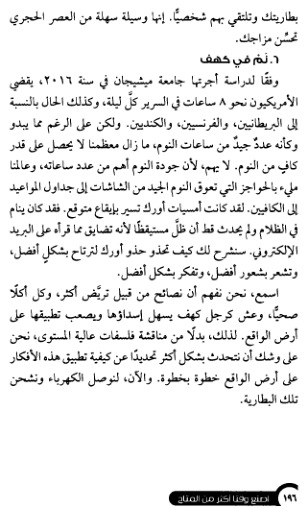 بطاريتك وتلتقي بهم شخصيًّا. إنها وسيلة سهلة من العصر الحجري
تحسِّن مزاجك.
٦. نَمْ في كهف
وفقًا لدراسة أجرتها جامعة ميشيجان في سنة ٢٠١٦، يقضي
الأمريكيون نحو ٨ ساعات في السرير كلَّ ليلة، وكذلك الحال بالنسبة
إلى البريطانيين، والفرنسيين، والكنديين. ولكن على الرغم مما يبدو
وكأنه عددٌ جيدٌ من ساعات النوم، ما زال معظمنا لا يحصل على قدر
كافٍ من النوم. لا يهم، لأن جودة النوم أهم من عدد ساعاته، وعالمنا
مليء بالحواجز التي تعوق النوم الجيد من الشاشات إلى جداول المواعيد
إلى الكافيين. لقد كانت أمسيات أورك تسير بإيقاع متوقع. فقد كان ينام
في الظلام ولم يحدث قط أن ظلَّ مستيقظًا لأنه تضايق مما قرأه على البريد
الإلكتروني. سنشرح لك كيف تحذو حذو أورك لترتاح بشكل أفضل،
وتشعر بشعور أفضل، وتفكر بشكل أفضل.
اسمع، نحن نفهم أن نصائح من قبيل تريَّض أكثر، وكل أكلًا
صحيًّا، وعش كرجل كهف يسهل إسداؤها ويصعب تطبيقها على
أرض الواقع. لذلك، بدلًا من مناقشة فلسفات عالية المستوى، نحن
على وشك أن نتحدث بشكل أكثر تحديدًا عن كيفية تطبيق هذه الأفكار
على أرض الواقع خطوة بخطوة. والآن، لنوصل الكهرباء ونشحن
تلك البطارية.
١٩٦ اصنع وقتا أكثر من المتاح